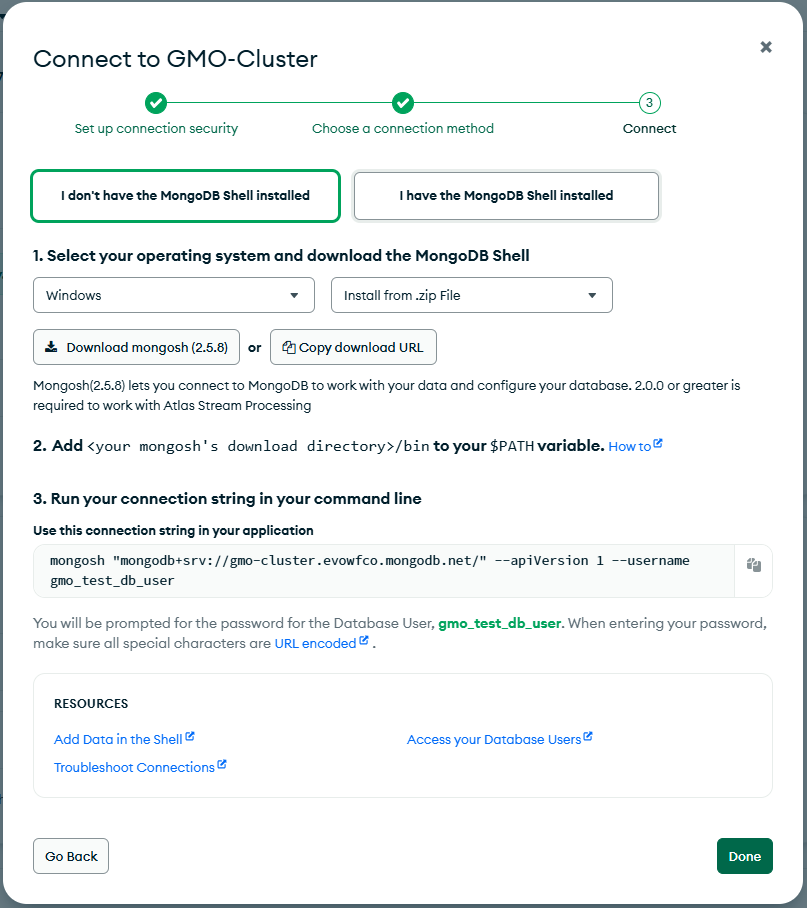 Connect to GMO-Cluster
3
Set up connection security
Choose a connection method
Connect
I don't have the MongoDB Shell installed
I have the MongoDB Shell installed
1. Select your operating system and download the MongoDB Shell
Windows
Install from .zip File
Download mongosh (2.5.8)
or
Copy download URL
Mongosh(2.5.8) lets you connect to MongoDB to work with your data and configure your database. 2.0.0 or greater is
required to work with Atlas Stream Processing
2. Add <your mongosh's download directory>/bin to your $PATH variable. How to
3. Run your connection string in your command line
Use this connection string in your application
mongosh "mongodb+srv://gmo-cluster.evowfco.mongodb.net/" --apiVersion 1 --username
gmo_test_db_user
You will be prompted for the password for the Database User, gmo_test_db_user. When entering your password,
make sure all special characters are URL encoded .
RESOURCES
Add Data in the Shell
Access your Database Users
Troubleshoot Connections
Go Back
Done